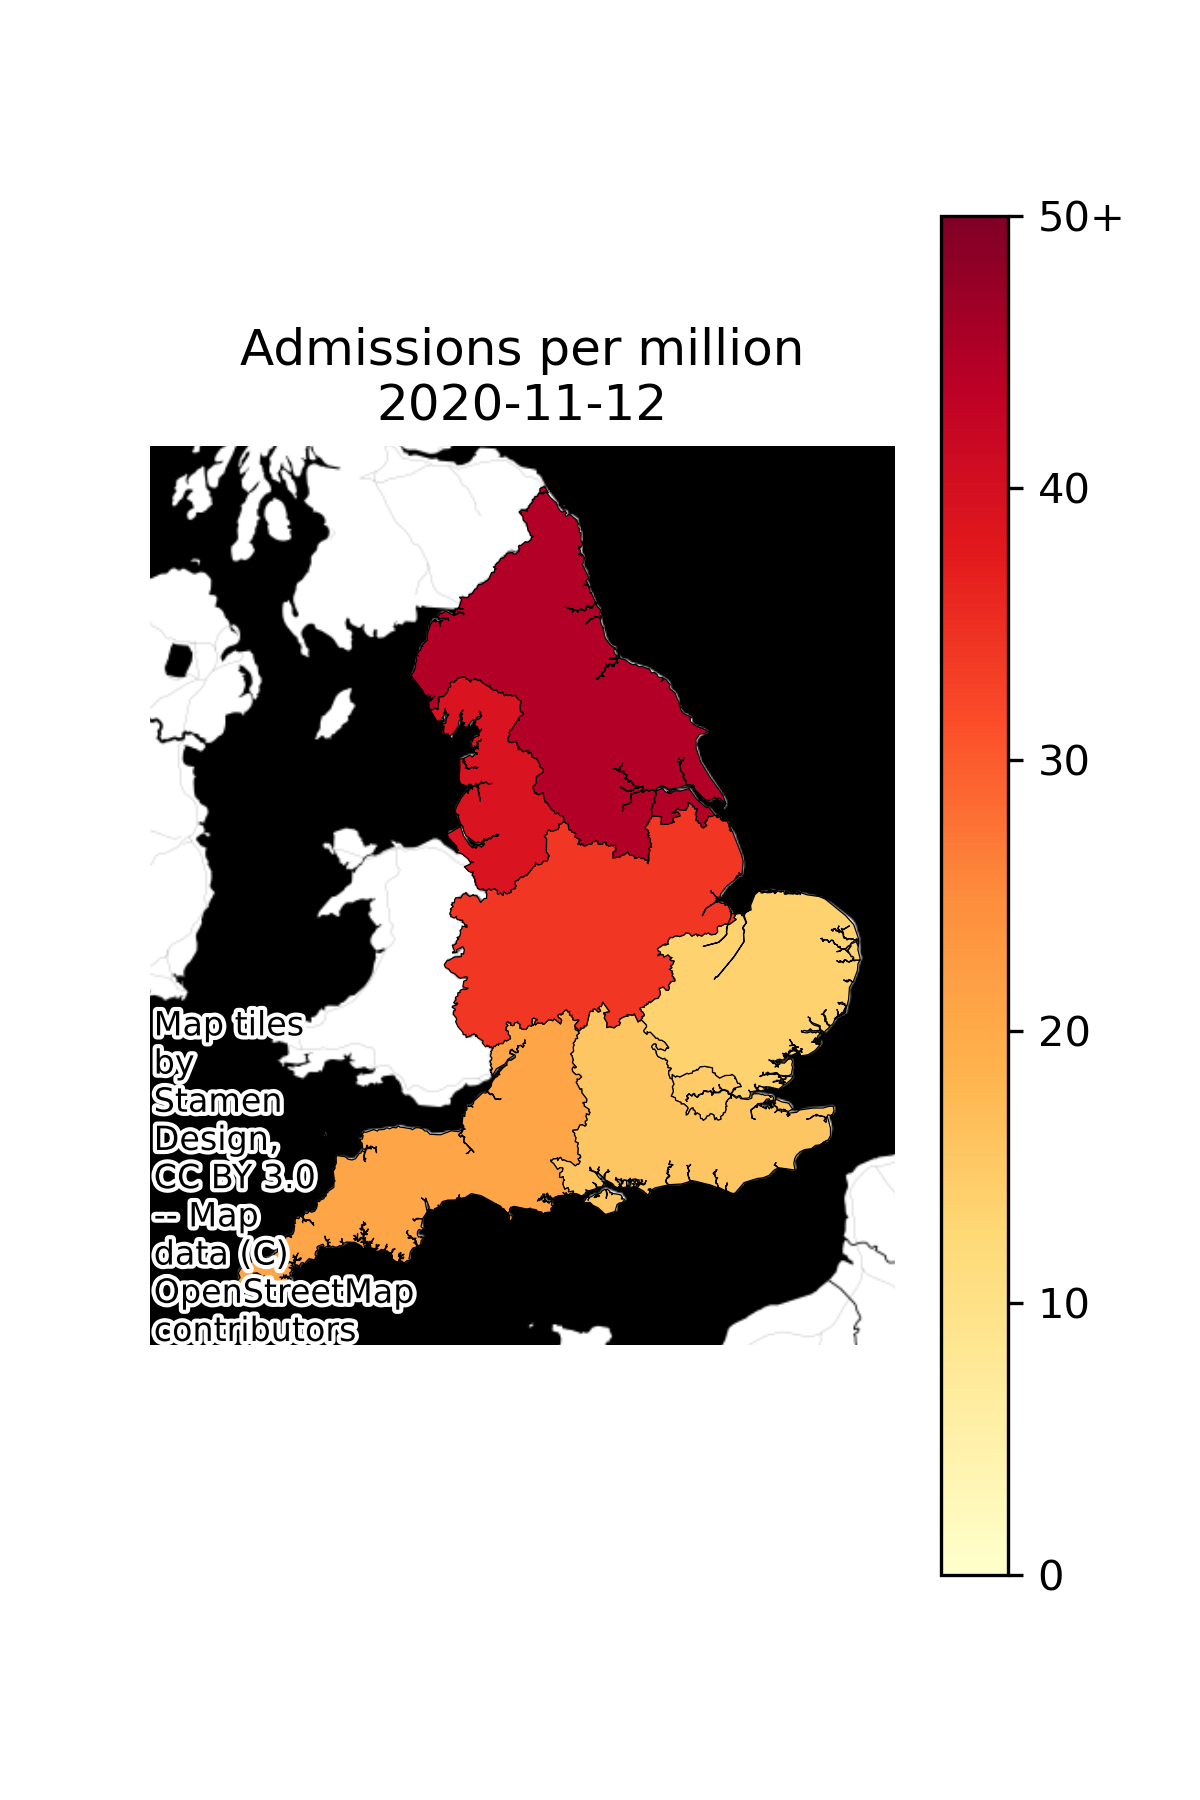 Admissions per million
2020-11-12
50+
40
30
20
10
0
Map tiles
by
Stamen
Design,
CC BY 3.0
-- Map
data (C)
OpenStreetMap
contributors